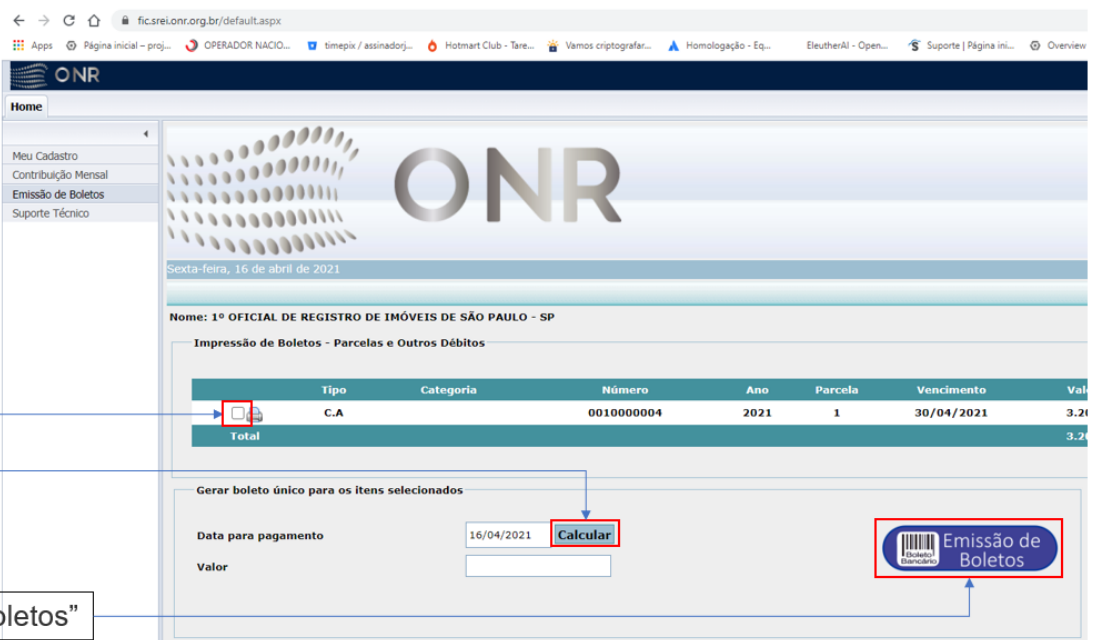 fic.srei.onr.org.br/default.aspx
Apps Página inicial – proj... OPERADOR NACIO... timepix / assinadorj... Hotmart Club - Tare... Vamos criptografar... Homologação - Eq... EleutherAI - Open... Suporte | Página ini... Overview
ONR
Home
Meu Cadastro
Contribuição Mensal
Emissão de Boletos
Suporte Técnico
ONR
Sexta-feira, 16 de abril de 2021
Nome: 1º OFICIAL DE REGISTRO DE IMÓVEIS DE SÃO PAULO - SP
Impressão de Boletos - Parcelas e Outros Débitos
Tipo Categoria Número Ano Parcela Vencimento
C.A 0010000004 2021 1 30/04/2021 3.20
Total 3.20
Gerar boleto único para os itens selecionados
Data para pagamento 16/04/2021 Calcular
Valor
Boleto Bancário
Emissão de
Boletos
oletos”